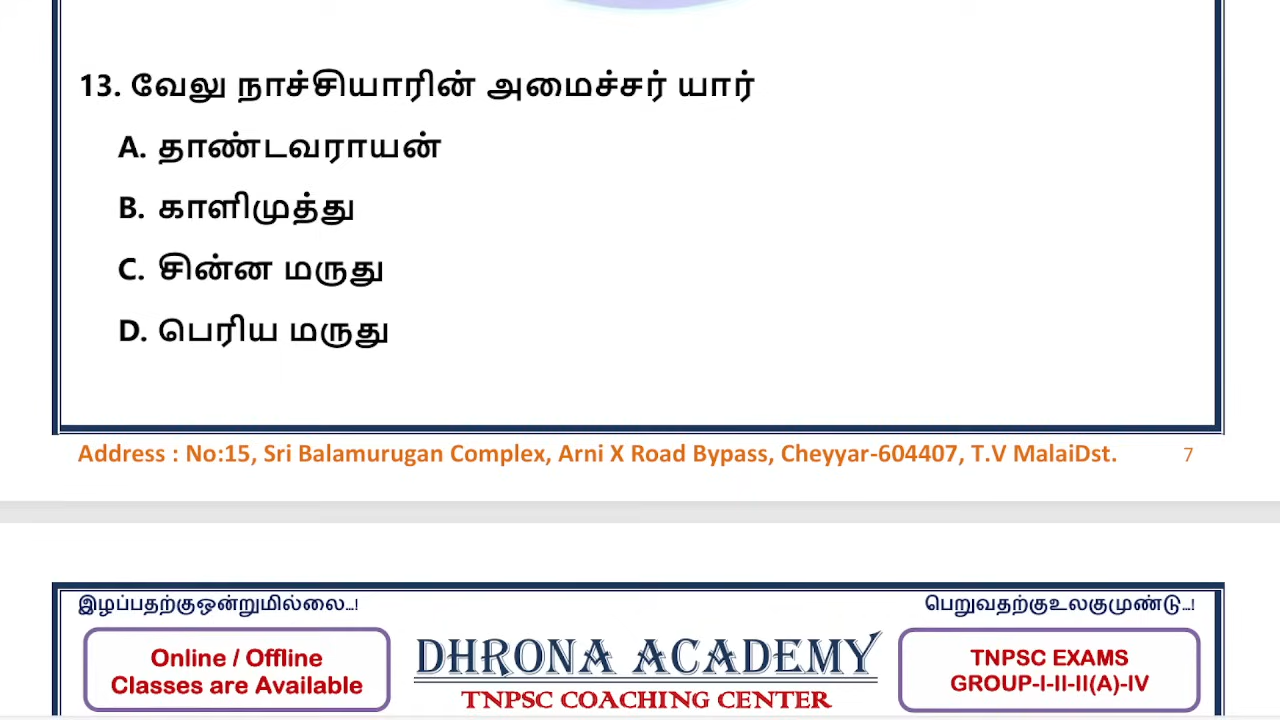 13. வேலு நாச்சியாரின் அமைச்சர் யார்
A. தாண்டவராயன்
B. காளிமுத்து
C. சின்ன மருது
D. பெரிய மருது
Address : No:15, Sri Balamurugan Complex, Arni X Road Bypass, Cheyyar-604407, T.V MalaiDst. 7
இழப்பதற்குஒன்றுமில்லை...! பெறுவதற்குஉலகுமுண்டு...!
Online / Offline
Classes are Available
DHRONA ACADEMY
TNPSC COACHING CENTER
TNPSC EXAMS
GROUP-I-II-II(A)-IV